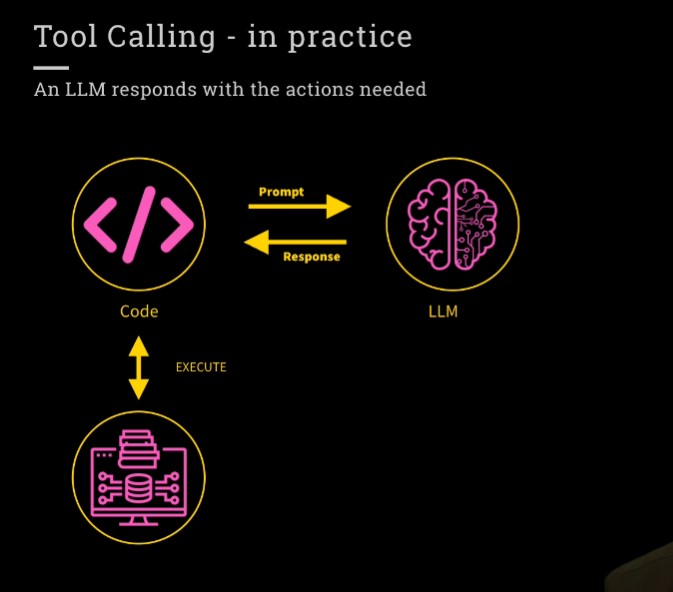 Tool Calling - in practice
An LLM responds with the actions needed
Prompt
Response
Code
LLM
EXECUTE